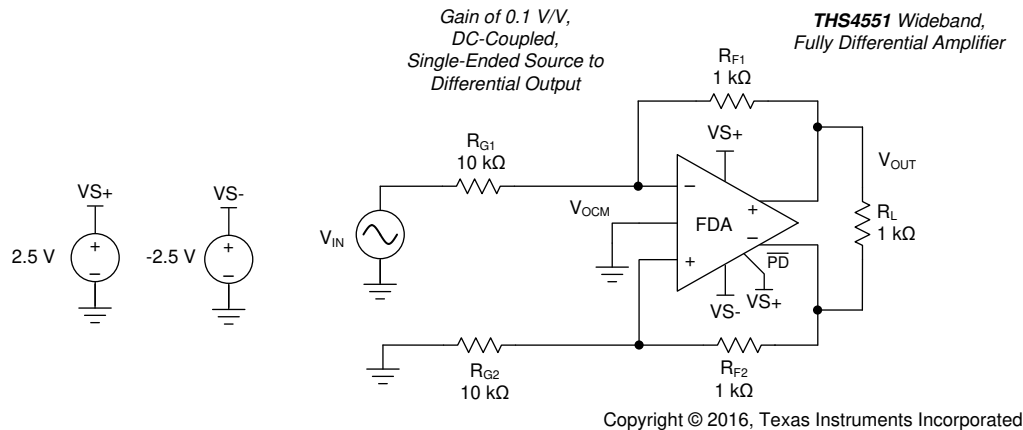 Gain of 0.1 V/V,
DC-Coupled,
Single-Ended Source to
Differential Output
THS4551 Wideband,
Fully Differential Amplifier
RF1
1 kΩ
VS+
RG1
10 kΩ
VOUT
VS+
VS-
VOCM
−
+
FDA
−
+
RL
1 kΩ
VIN
2.5 V
+
−
-2.5 V
+
−
PD
VS-
VS+
RG2
10 kΩ
RF2
1 kΩ
Copyright © 2016, Texas Instruments Incorporated